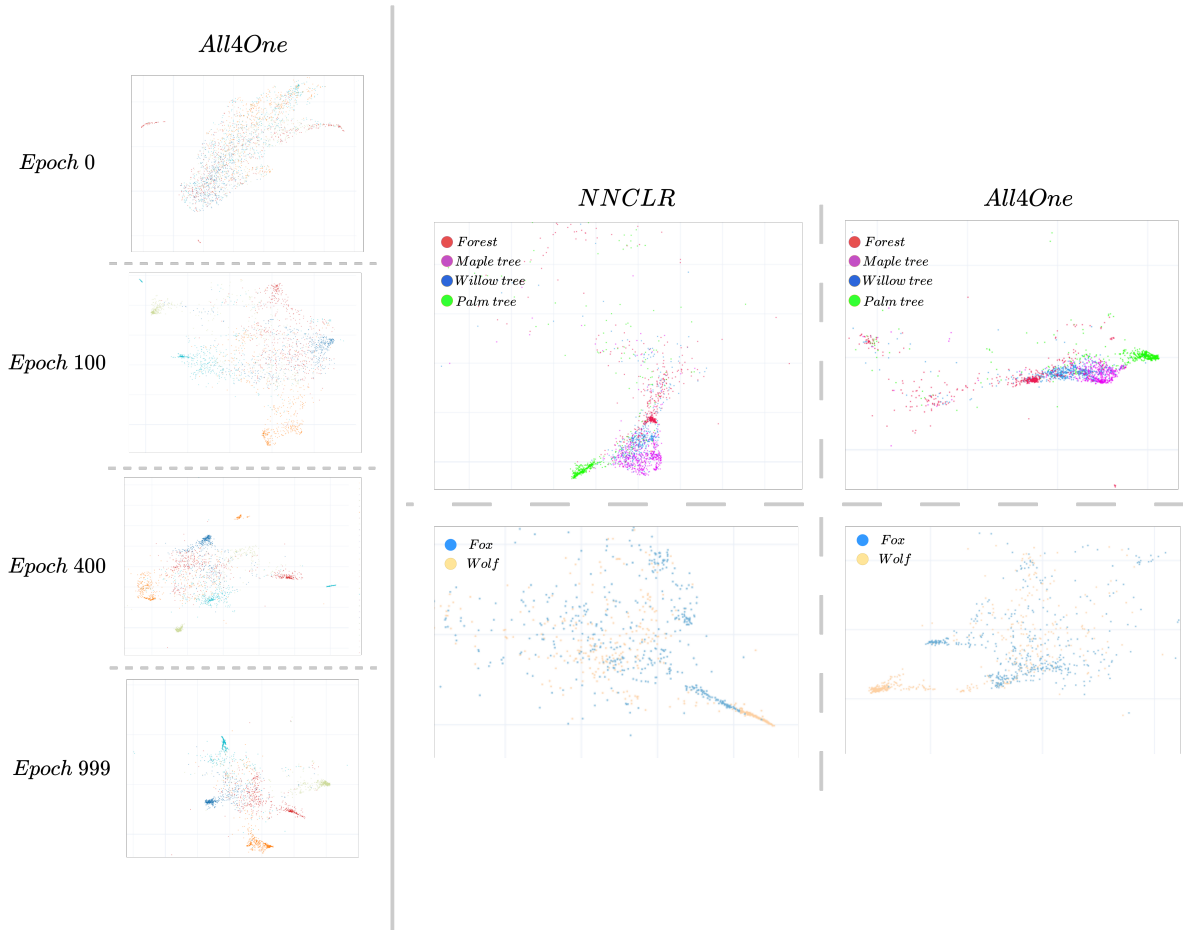 All4One
Epoch 0
Epoch 100
Epoch 400
Epoch 999
NNCLR
Forest
Maple tree
Willow tree
Palm tree
All4One
Forest
Maple tree
Willow tree
Palm tree
Fox
Wolf
Fox
Wolf